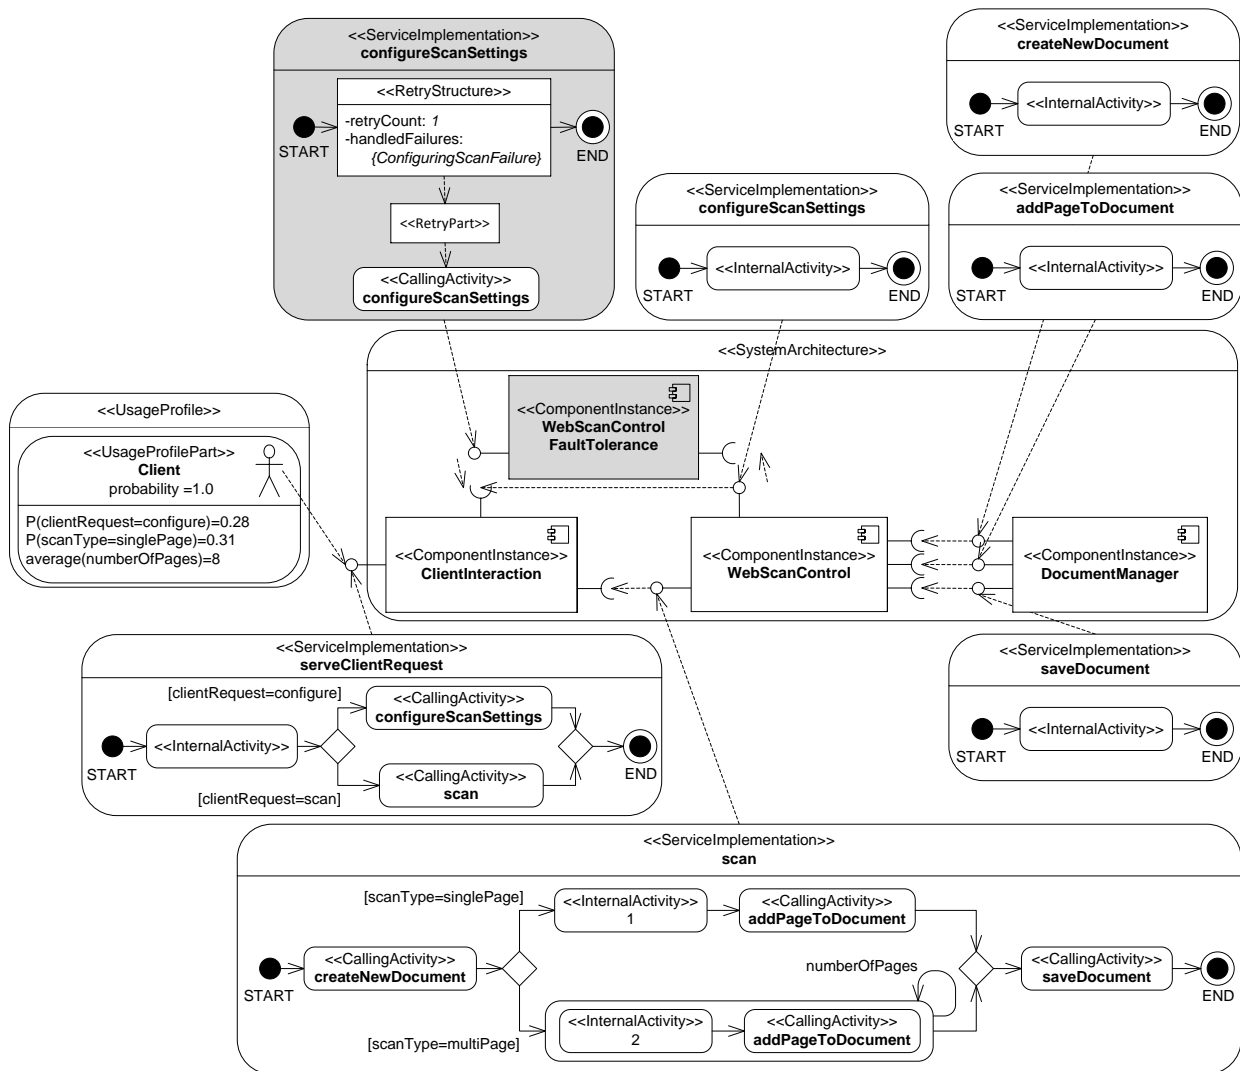 <<ServiceImplementation>>
configureScanSettings
<<RetryStructure>>
-retryCount: 1
-handledFailures:
{ConfiguringScanFailure}
START
END
<<RetryPart>>
<<CallingActivity>>
configureScanSettings
<<ServiceImplementation>>
createNewDocument
<<InternalActivity>>
START
END
<<ServiceImplementation>>
configureScanSettings
<<InternalActivity>>
START
END
<<ServiceImplementation>>
addPageToDocument
<<InternalActivity>>
START
END
<<SystemArchitecture>>
<<ComponentInstance>>
WebScanControl
FaultTolerance
<<UsageProfile>>
<<UsageProfilePart>>
Client
probability =1.0
P(clientRequest=configure)=0.28
P(scanType=singlePage)=0.31
average(numberOfPages)=8
<<ComponentInstance>>
ClientInteraction
<<ComponentInstance>>
WebScanControl
<<ComponentInstance>>
DocumentManager
<<ServiceImplementation>>
serveClientRequest
[clientRequest=configure]
<<CallingActivity>>
configureScanSettings
<<InternalActivity>>
START
END
[clientRequest=scan]
<<CallingActivity>>
scan
<<ServiceImplementation>>
saveDocument
<<InternalActivity>>
START
END
<<ServiceImplementation>>
scan
[scanType=singlePage]
<<InternalActivity>>
1
<<CallingActivity>>
addPageToDocument
START
<<CallingActivity>>
createNewDocument
numberOfPages
<<CallingActivity>>
saveDocument
END
[scanType=multiPage]
<<InternalActivity>>
2
<<CallingActivity>>
addPageToDocument